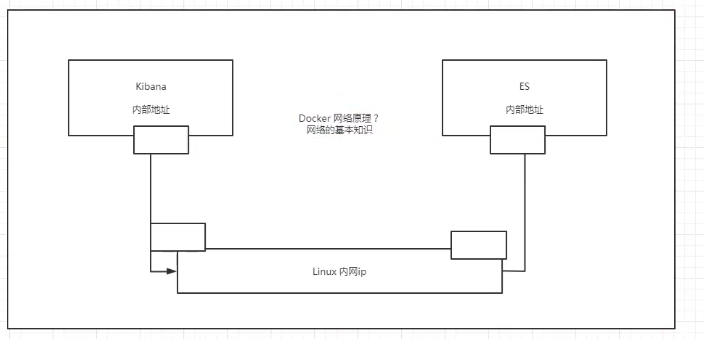 Kibana
内部地址
ES
内部地址
Docker 网络原理？
网络的基本知识
Linux 内网ip